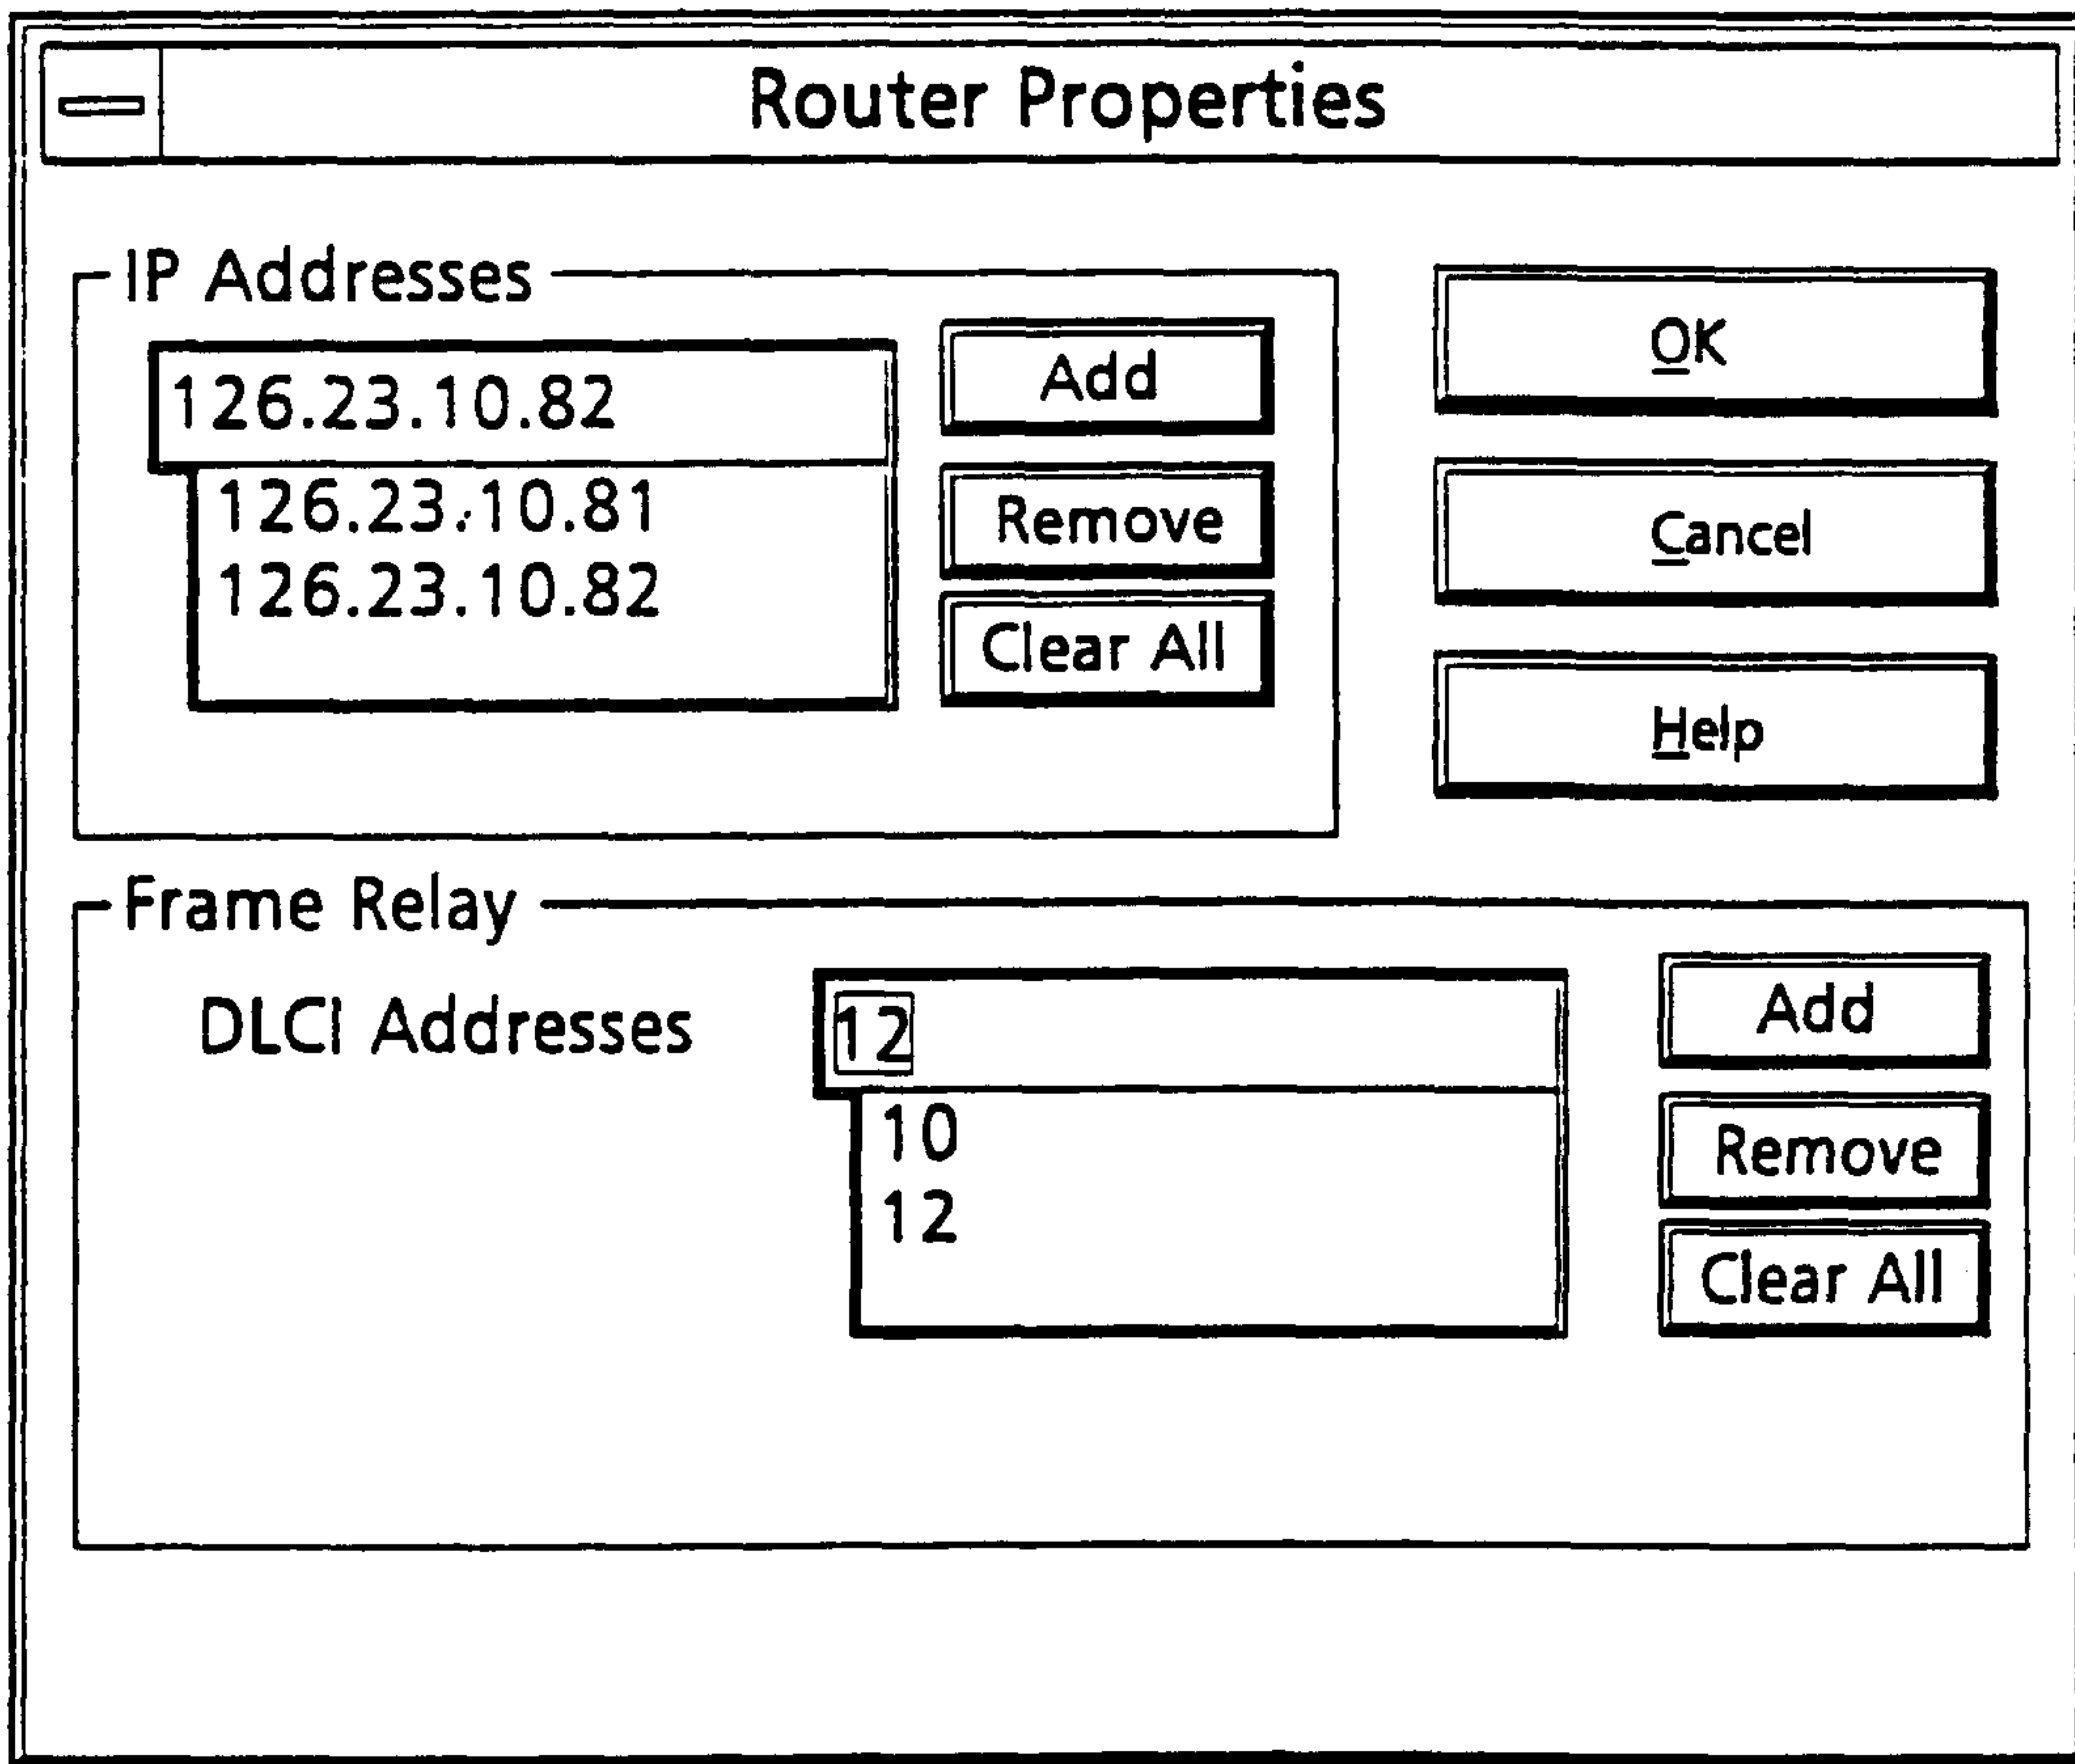 Router Properties
IP Addresses
126.23.10.82
126.23.10.81
126.23.10.82
Add
Remove
Clear All
OK
Cancel
Help
Frame Relay
DLCI Addresses
12
10
12
Add
Remove
Clear All